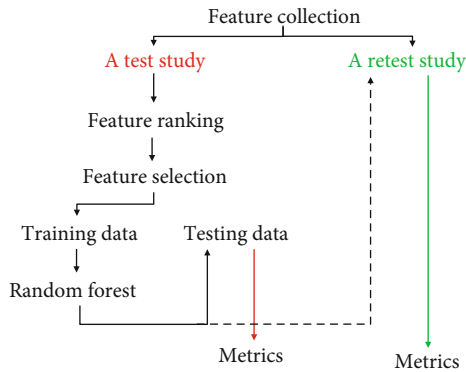 Feature collection
A test study
A retest study
Feature ranking
Feature selection
Training data
Testing data
Random forest
Metrics
Metrics